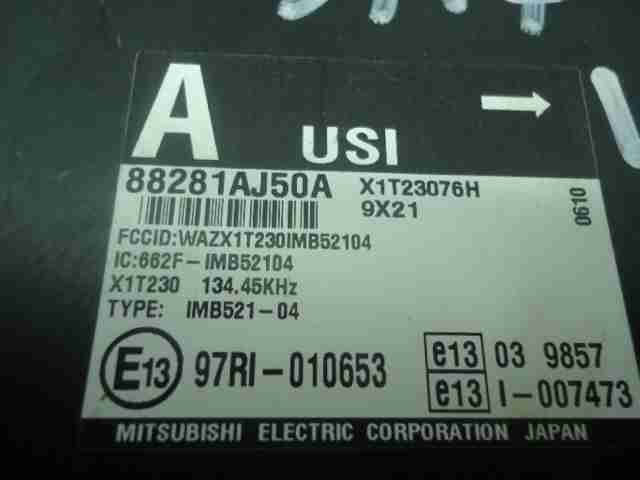 A USI
88281AJ50A X1T23076H
9X21
0610
FCCID:WAZX1T230IMB52104
IC:662F-IMB52104
X1T230 134.45KHz
TYPE: IMB521-04
E13 97RI-010653
e13 03 9857
e13 I-007473
MITSUBISHI ELECTRIC CORPORATION JAPAN